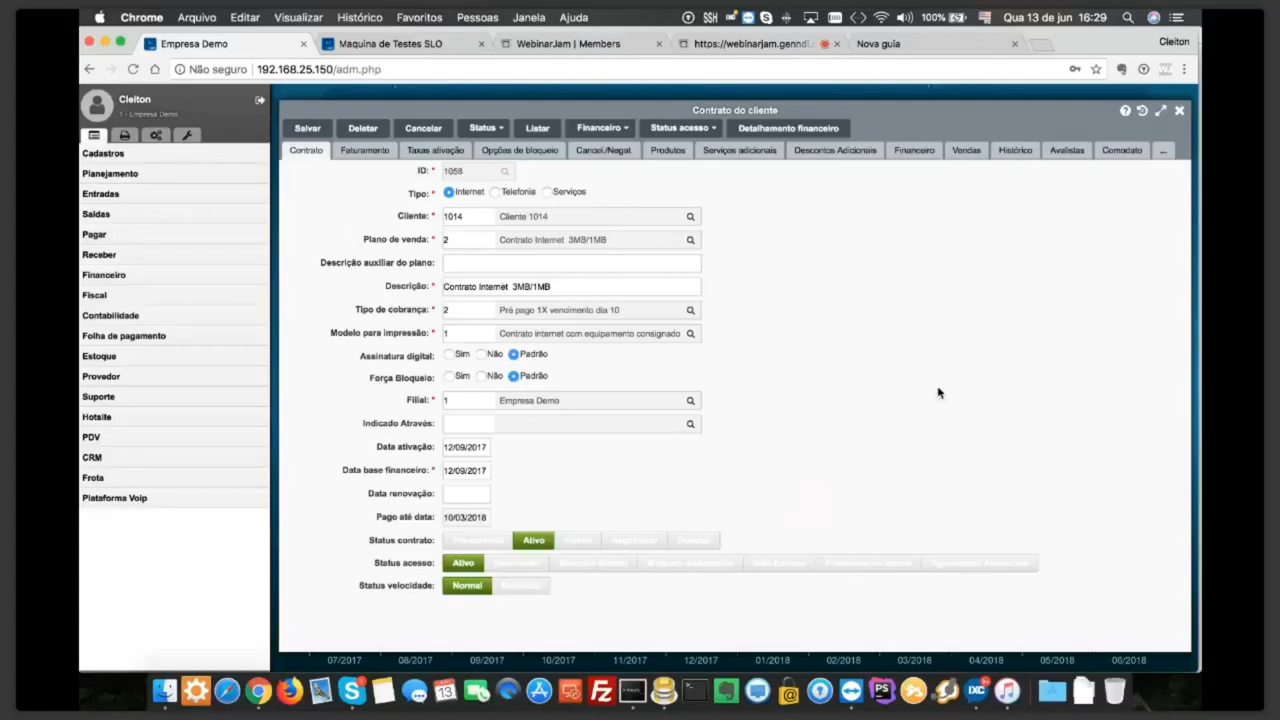 Chrome Arquivo Editar Visualizar Histórico Favoritos Pessoas Janela Ajuda SSH 100% Qua 13 de jun 16:29
Empresa Demo Maquina de Testes SLO WebinarJam | Members https://webinarjam.genndi. Nova guia Cleiton
Não seguro 192.168.25.150/adm.php
Cleiton
1 - Empresa Demo
Cadastros
Planejamento
Entradas
Saídas
Pagar
Receber
Financeiro
Fiscal
Contabilidade
Folha de pagamento
Estoque
Provedor
Suporte
Hotsite
PDV
CRM
Frota
Plataforma Voip
Contrato do cliente
Salvar Deletar Cancelar Status Listar Financeiro Status acesso Detalhamento financeiro
Contrato Faturamento Taxas ativação Opções de bloqueio Cancel./Negat. Produtos Serviços adicionais Descontos Adicionais Financeiro Vendas Histórico Avalistas Comodato ...
ID: * 1058
Tipo: * Internet Telefonia Serviços
Cliente: * 1014 Cliente 1014
Plano de venda: * 2 Contrato Internet 3MB/1MB
Descrição auxiliar do plano:
Descrição: * Contrato Internet 3MB/1MB
Tipo de cobrança: * 2 Pré pago 1X vencimento dia 10
Modelo para impressão: * 1 Contrato internet com equipamento consignado
Assinatura digital: Sim Não Padrão
Força Bloqueio: Sim Não Padrão
Filial: * 1 Empresa Demo
Indicado Através:
Data ativação: 12/09/2017
Data base financeiro: * 12/09/2017
Data renovação:
Pago até data: 10/03/2018
Status contrato: Ativo
Status acesso: Ativo
Status velocidade: Normal
07/2017 08/2017 09/2017 10/2017 11/2017 12/2017 01/2018 02/2018 03/2018 04/2018 05/2018 06/2018